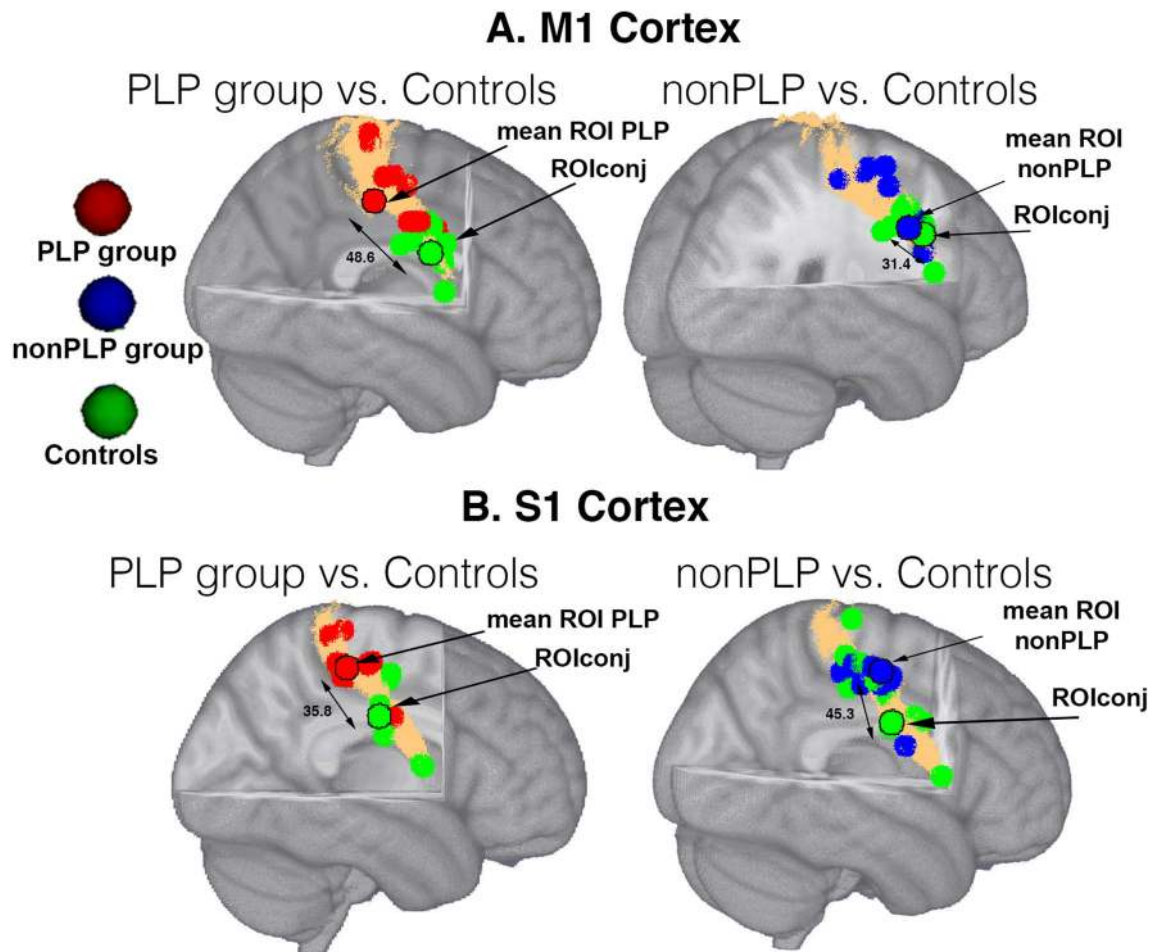 A. M1 Cortex
PLP group vs. Controls
nonPLP vs. Controls
mean ROI PLP
ROIconj
mean ROI
nonPLP
ROIconj
48.6
31.4
PLP group
nonPLP group
Controls
B. S1 Cortex
PLP group vs. Controls
nonPLP vs. Controls
mean ROI PLP
ROIconj
mean ROI
nonPLP
ROIconj
35.8
45.3